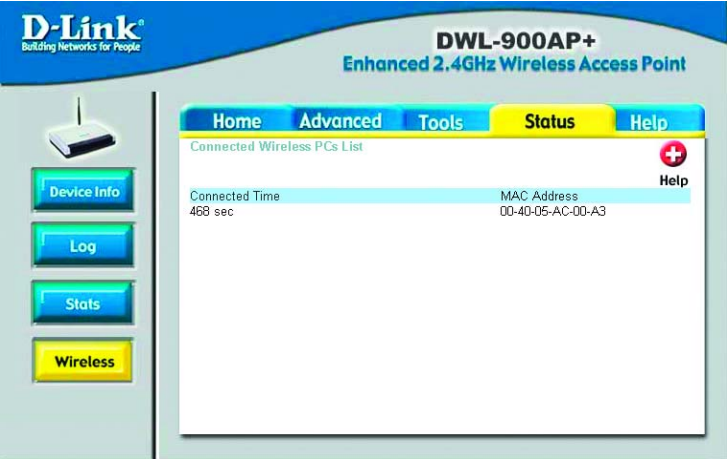 D-Link®
Building Networks for People
DWL-900AP+
Enhanced 2.4GHz Wireless Access Point
Home Advanced Tools Status Help
Connected Wireless PCs List
Help
Connected Time MAC Address
468 sec 00-40-05-AC-00-A3
Device Info
Log
Stats
Wireless